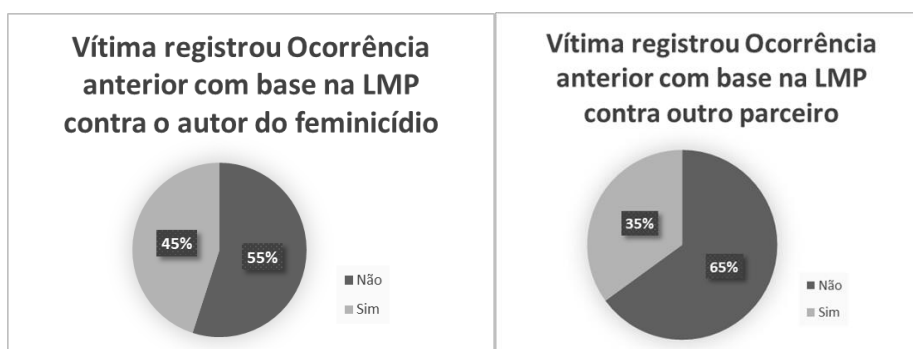 Vítima registrou Ocorrência
anterior com base na LMP
contra o autor do feminicídio
45%
55%
Não
Sim
Vítima registrou Ocorrência
anterior com base na LMP
contra outro parceiro
35%
65%
Não
Sim